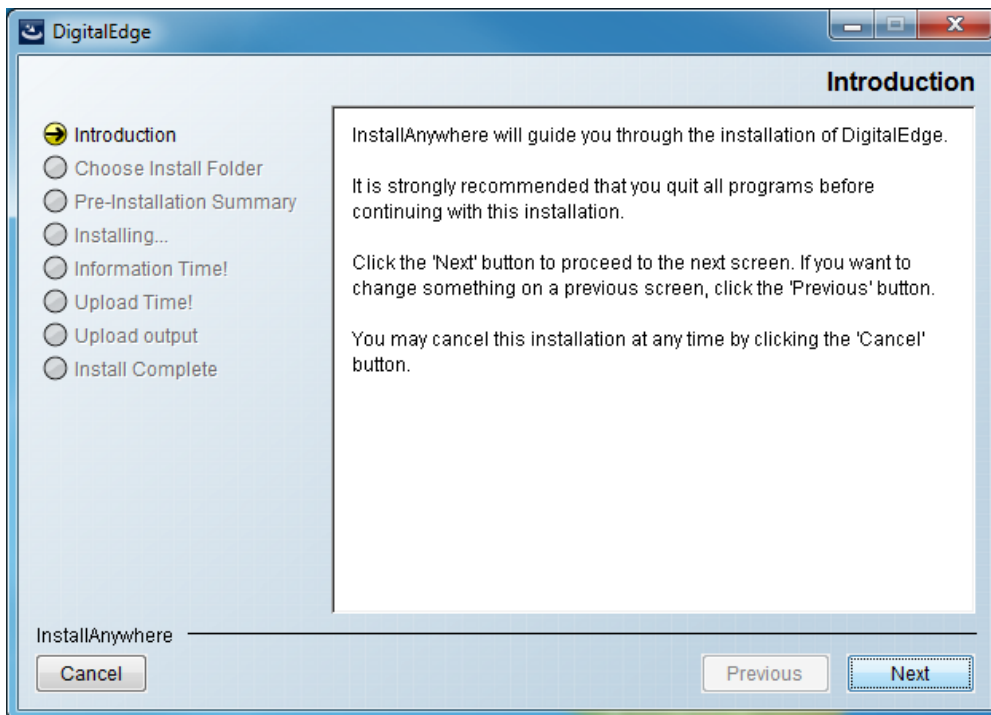 DigitalEdge
Introduction
Introduction
Choose Install Folder
Pre-Installation Summary
Installing...
Information Time!
Upload Time!
Upload output
Install Complete
InstallAnywhere will guide you through the installation of DigitalEdge.
It is strongly recommended that you quit all programs before
continuing with this installation.
Click the 'Next' button to proceed to the next screen. If you want to
change something on a previous screen, click the 'Previous' button.
You may cancel this installation at any time by clicking the 'Cancel'
button.
InstallAnywhere
Cancel
Previous
Next